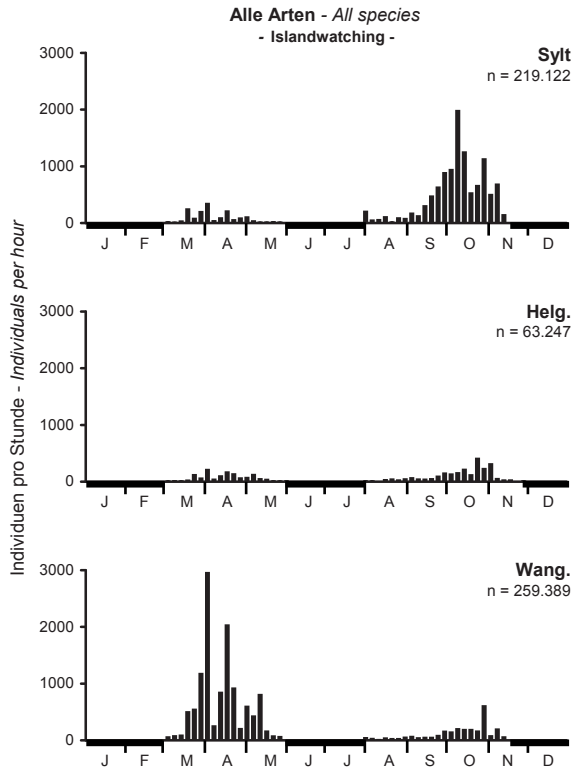 Alle Arten - All species
- Islandwatching -
Individuen pro Stunde - Individuals per hour
Sylt
n = 219.122
3000
2000
1000
0
J F M A M J J A S O N D
Helg.
n = 63.247
3000
2000
1000
0
J F M A M J J A S O N D
Wang.
n = 259.389
3000
2000
1000
0
J F M A M J J A S O N D